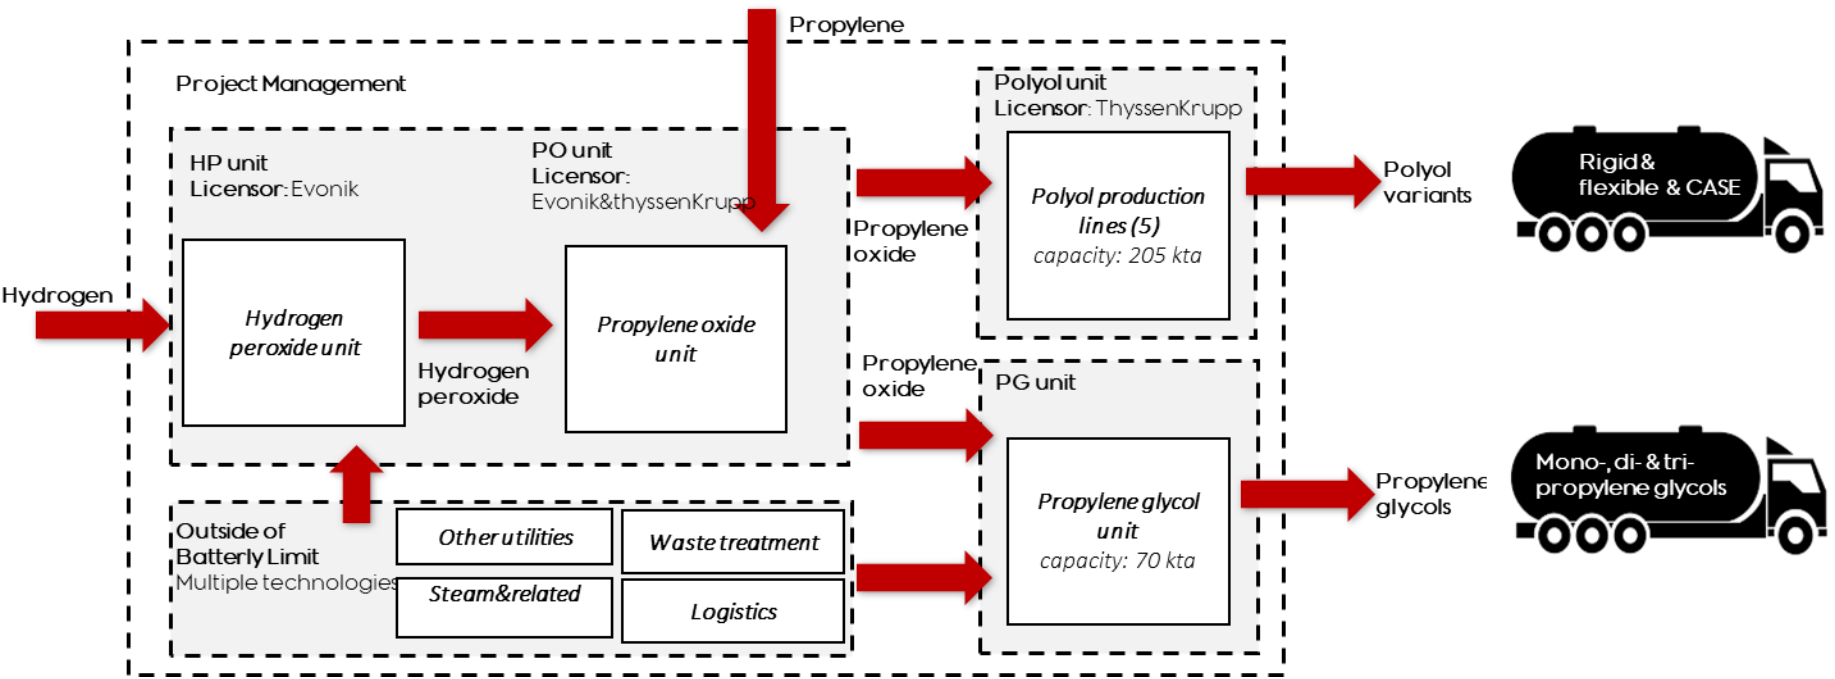 Propylene
Project Management
HP unit
Licensor: Evonik
PO unit
Licensor:
Evonik&thyssenKrupp
Hydrogen
Hydrogen
peroxide unit
Hydrogen
peroxide
Propylene oxide
unit
Propylene
oxide
Propylene
oxide
Polyol unit
Licensor: ThyssenKrupp
Polyol production
lines (5)
capacity: 205 kta
Polyol
variants
Rigid &
flexible & CASE
PG unit
Propylene glycol
unit
capacity: 70 kta
Propylene
glycols
Mono-, di- & tri-
propylene glycols
Outside of
Batterly Limit
Multiple technologies
Other utilities
Waste treatment
Steam&related
Logistics